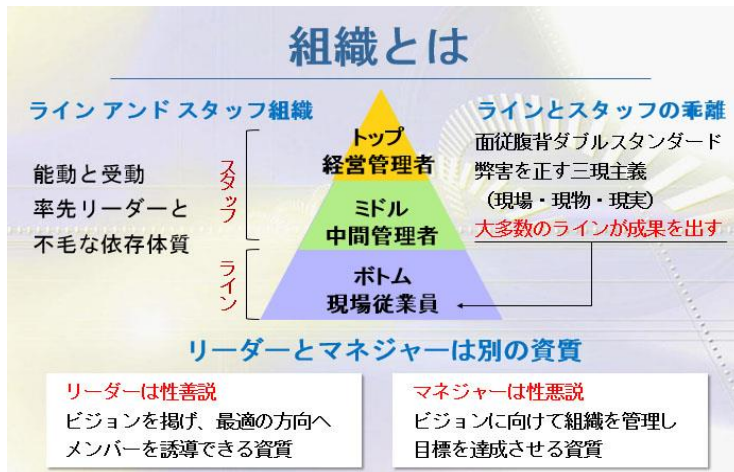 組織とは
ライン アンド スタッフ組織
能動と受動
率先リーダーと
不毛な依存体質
スタッフ
ライン
トップ
経営管理者
ミドル
中間管理者
ボトム
現場従業員
ラインとスタッフの乖離
面従腹背ダブルスタンダード
弊害を正す三現主義
（現場・現物・現実）
大多数のラインが成果を出す
リーダーとマネジャーは別の資質
リーダーは性善説
ビジョンを掲げ、最適の方向へ
メンバーを誘導できる資質
マネジャーは性悪説
ビジョンに向けて組織を管理し
目標を達成させる資質